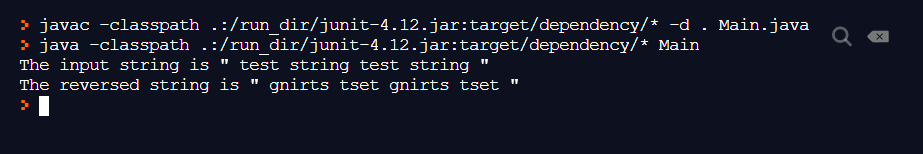 > javac -classpath .:/run_dir/junit-4.12.jar:target/dependency/* -d . Main.java
> java -classpath .:/run_dir/junit-4.12.jar:target/dependency/* Main
The input string is " test string test string "
The reversed string is " gnirts tset gnirts tset "
>